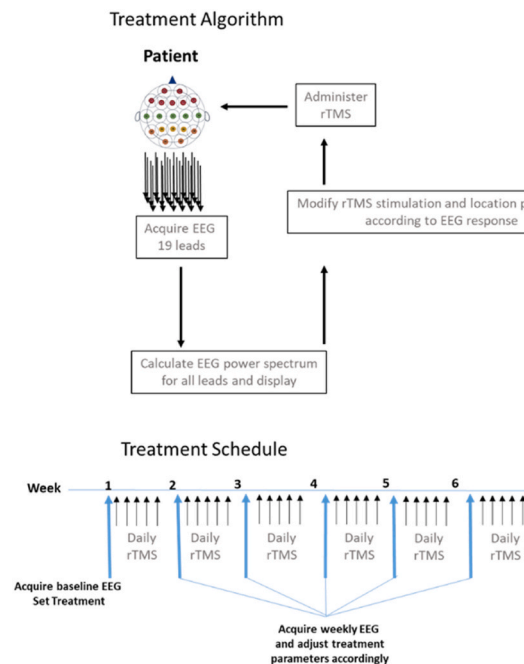 Treatment Algorithm
Patient
Administer
rTMS
Acquire EEG
19 leads
Modify rTMS stimulation and location
according to EEG response
Calculate EEG power spectrum
for all leads and display
Treatment Schedule
Week 1 2 3 4 5 6
Daily Daily Daily Daily Daily Daily
rTMS rTMS rTMS rTMS rTMS rTMS
Acquire baseline EEG
Set Treatment
Acquire weekly EEG
and adjust treatment
parameters accordingly